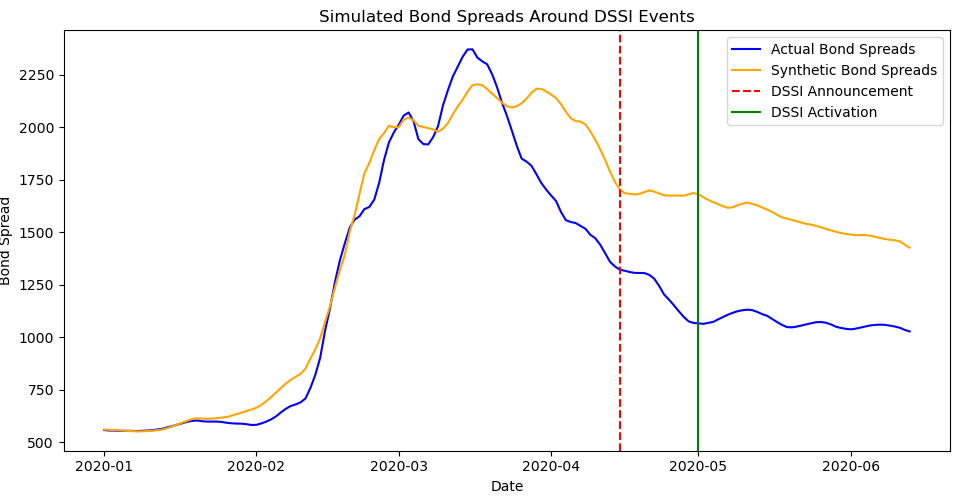 Simulated Bond Spreads Around DSSI Events
Actual Bond Spreads
Synthetic Bond Spreads
DSSI Announcement
DSSI Activation
2250
2000
1750
1500
1250
1000
750
500
Bond Spread
2020-01
2020-02
2020-03
2020-04
2020-05
2020-06
Date